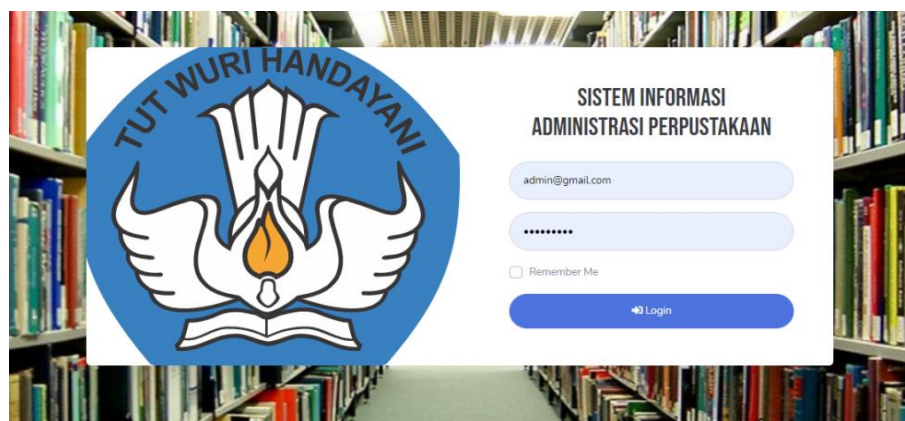 TUT WURI HANDAYANI
SISTEM INFORMASI
ADMINISTRASI PERPUSTAKAAN
admin@gmail.com
•••••••••
Remember Me
Login